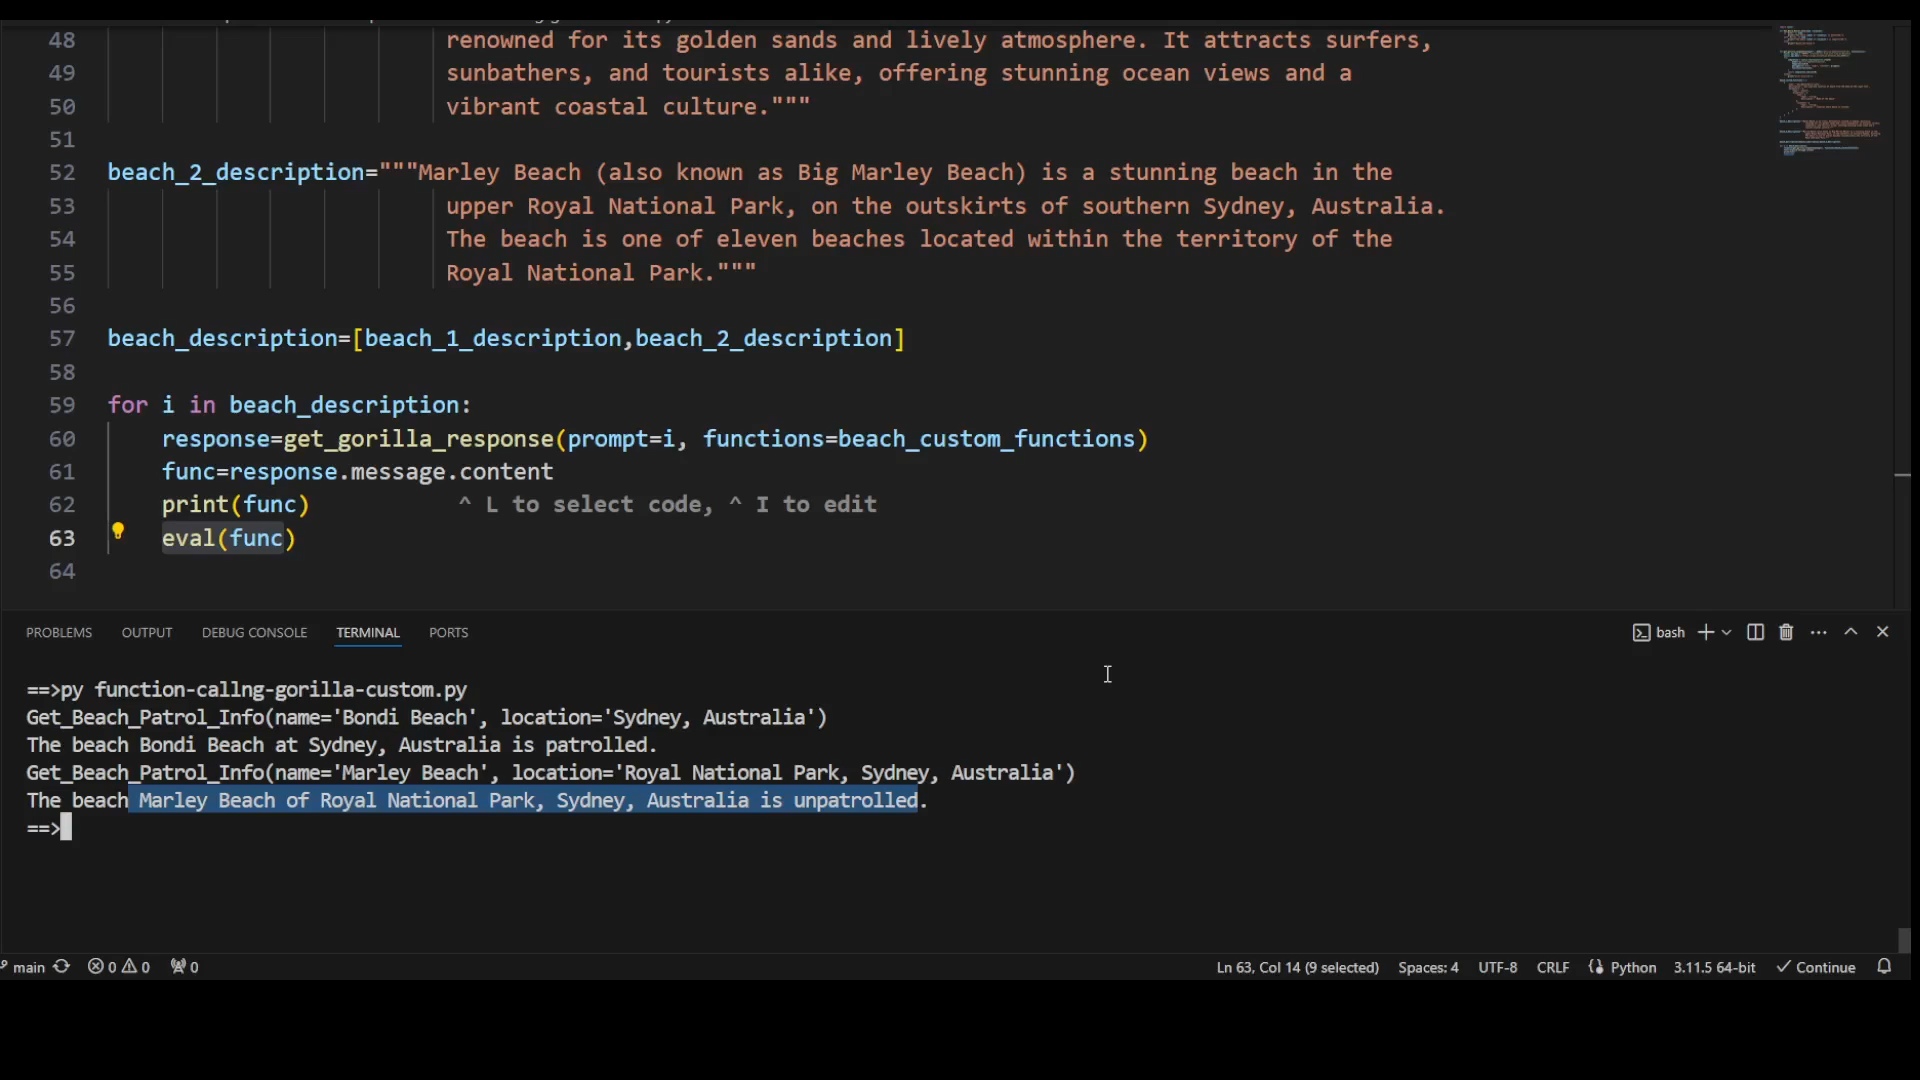 48 renowned for its golden sands and lively atmosphere. It attracts surfers,
49 sunbathers, and tourists alike, offering stunning ocean views and a
50 vibrant coastal culture."""
51
52 beach_2_description="""Marley Beach (also known as Big Marley Beach) is a stunning beach in the
53 upper Royal National Park, on the outskirts of southern Sydney, Australia.
54 The beach is one of eleven beaches located within the territory of the
55 Royal National Park."""
56
57 beach_description=[beach_1_description,beach_2_description]
58
59 for i in beach_description:
60 response=get_gorilla_response(prompt=i, functions=beach_custom_functions)
61 func=response.message.content
62 print(func) ^ L to select code, ^ I to edit
63 eval(func)
64
PROBLEMS OUTPUT DEBUG CONSOLE TERMINAL PORTS bash
==>py function-callng-gorilla-custom.py
Get_Beach_Patrol_Info(name='Bondi Beach', location='Sydney, Australia')
The beach Bondi Beach at Sydney, Australia is patrolled.
Get_Beach_Patrol_Info(name='Marley Beach', location='Royal National Park, Sydney, Australia')
The beach Marley Beach of Royal National Park, Sydney, Australia is unpatrolled.
==>
main 0 0 0 Ln 63, Col 14 (9 selected) Spaces: 4 UTF-8 CRLF Python 3.11.5 64-bit Continue